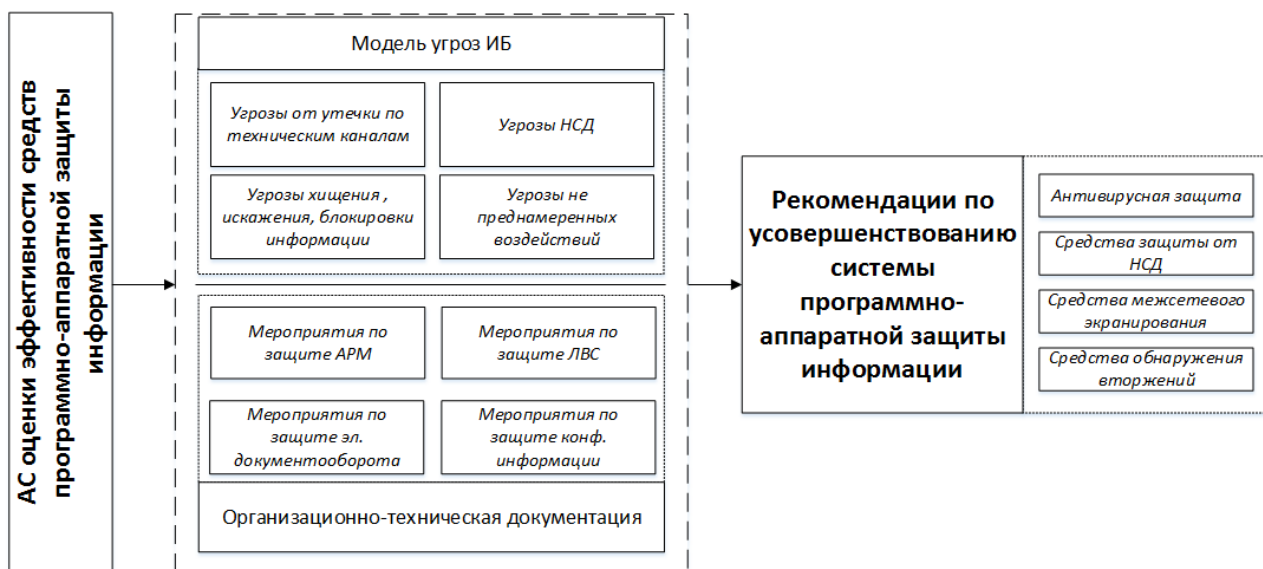 АС оценки эффективности средств
программно-аппаратной защиты
информации
Модель угроз ИБ
Угрозы от утечки по
техническим каналам
Угрозы НСД
Угрозы хищения ,
искажения, блокировки
информации
Угрозы не
преднамеренных
воздействий
Мероприятия по
защите АРМ
Мероприятия по
защите ЛВС
Мероприятия по
защите эл.
документооборота
Мероприятия по
защите конф.
информации
Организационно-техническая документация
Рекомендации по
усовершенствованию
системы
программно-
аппаратной защиты
информации
Антивирусная защита
Средства защиты от
НСД
Средства межсетевого
экранирования
Средства обнаружения
вторжений